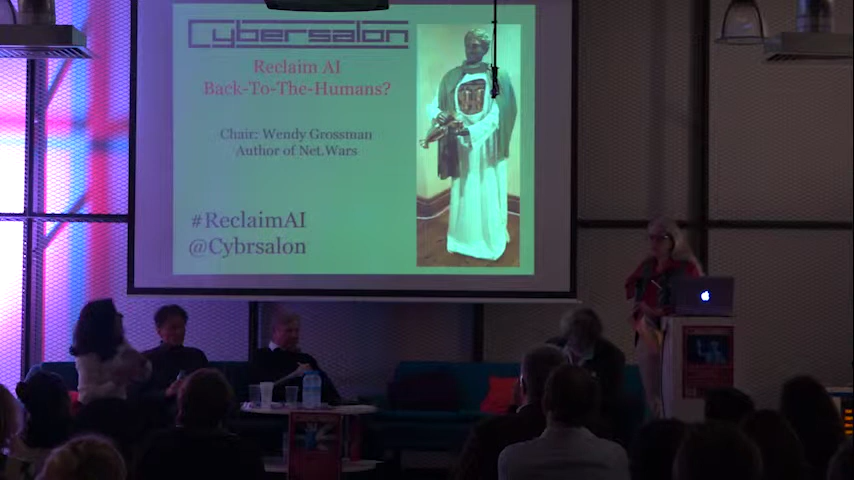 Cybersalon
Reclaim AI
Back-To-The-Humans?
Chair: Wendy Grossman
Author of Net.Wars
#ReclaimAI
@Cybrsalon